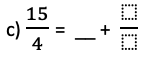 c) 15/4 = __ + ⬚/⬚